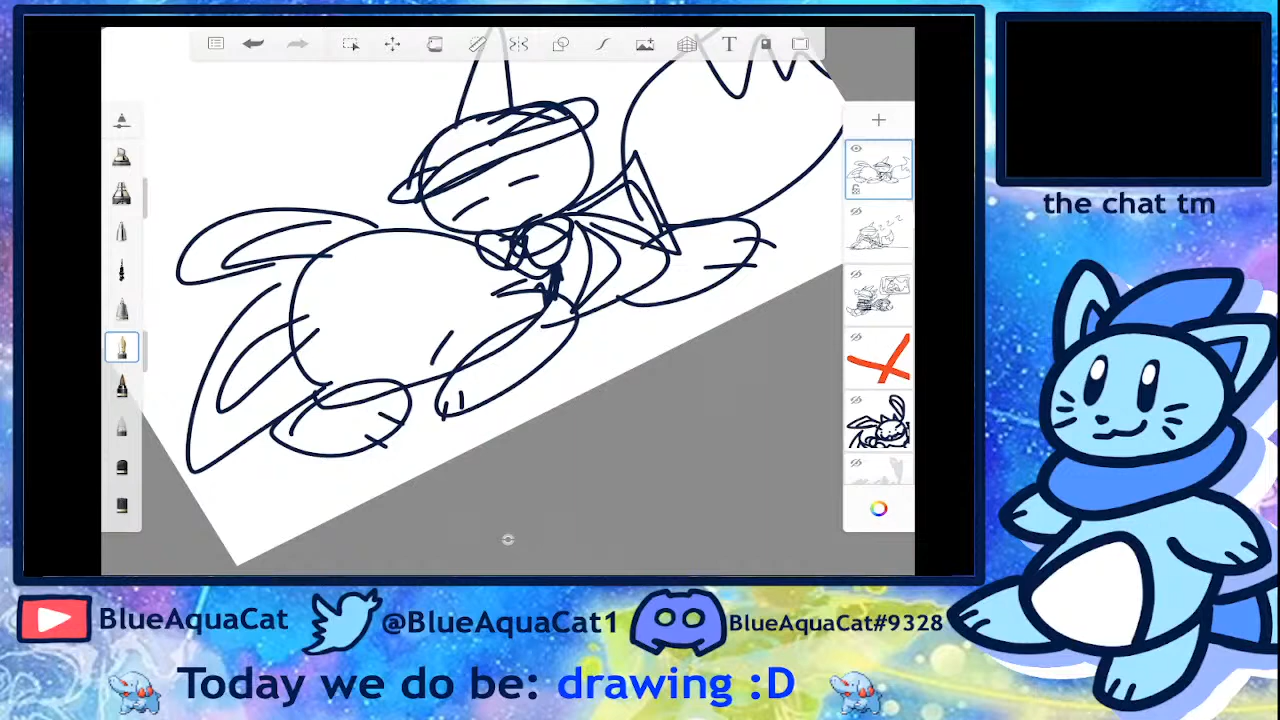 T
the chat tm
BlueAquaCat
@BlueAquaCat1
BlueAquaCat#9328
Today we do be: drawing :D